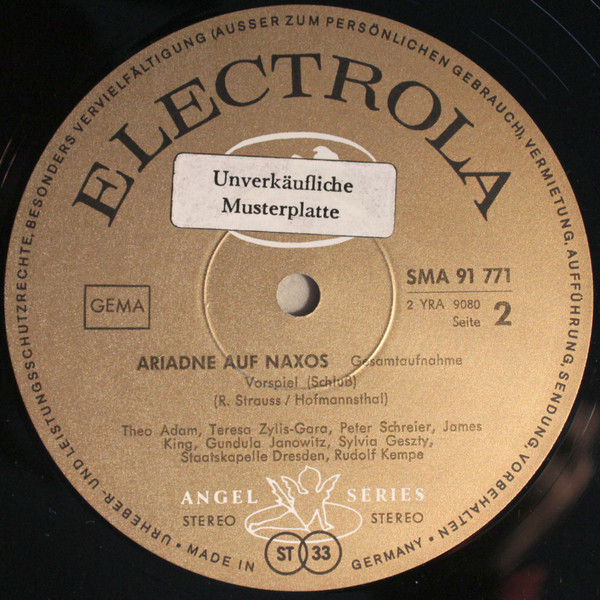 URHEBER- UND LEISTUNGSSCHUTZRECHTE, BESONDERS VERVIELFÄLTIGUNG (AUSSER ZUM PERSÖNLICHEN GEBRAUCH), VERMIETUNG, AUFFÜHRUNG, SENDUNG, VORBEHALTEN •
ELECTROLA
Unverkäufliche
Musterplatte
GEMA
SMA 91 771
2 YRA 9080
Seite 2
ARIADNE AUF NAXOS Gesamtaufnahme
Vorspiel (Schluß)
(R. Strauss / Hofmannsthal)
Theo Adam, Teresa Zylis-Gara, Peter Schreier, James
King, Gundula Janowitz, Sylvia Geszty,
Staatskapelle Dresden, Rudolf Kempe
ANGEL SERIES
STEREO STEREO
ST 33
• MADE IN GERMANY •